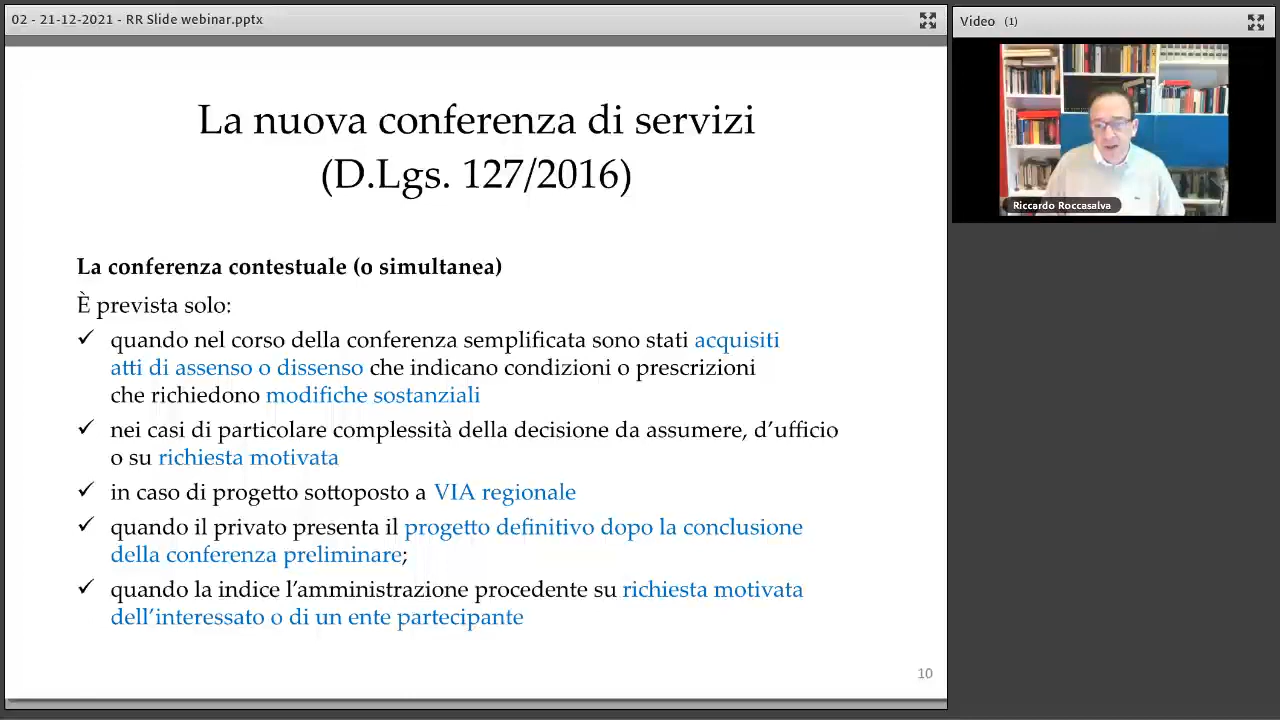 02 - 21-12-2021 - RR Slide webinar.pptx
Video (1)
La nuova conferenza di servizi
(D.Lgs. 127/2016)
Riccardo Roccasalva
La conferenza contestuale (o simultanea)
È prevista solo:
✓ quando nel corso della conferenza semplificata sono stati acquisiti
atti di assenso o dissenso che indicano condizioni o prescrizioni
che richiedono modifiche sostanziali
✓ nei casi di particolare complessità della decisione da assumere, d’ufficio
o su richiesta motivata
✓ in caso di progetto sottoposto a VIA regionale
✓ quando il privato presenta il progetto definitivo dopo la conclusione
della conferenza preliminare;
✓ quando la indice l’amministrazione procedente su richiesta motivata
dell’interessato o di un ente partecipante
10